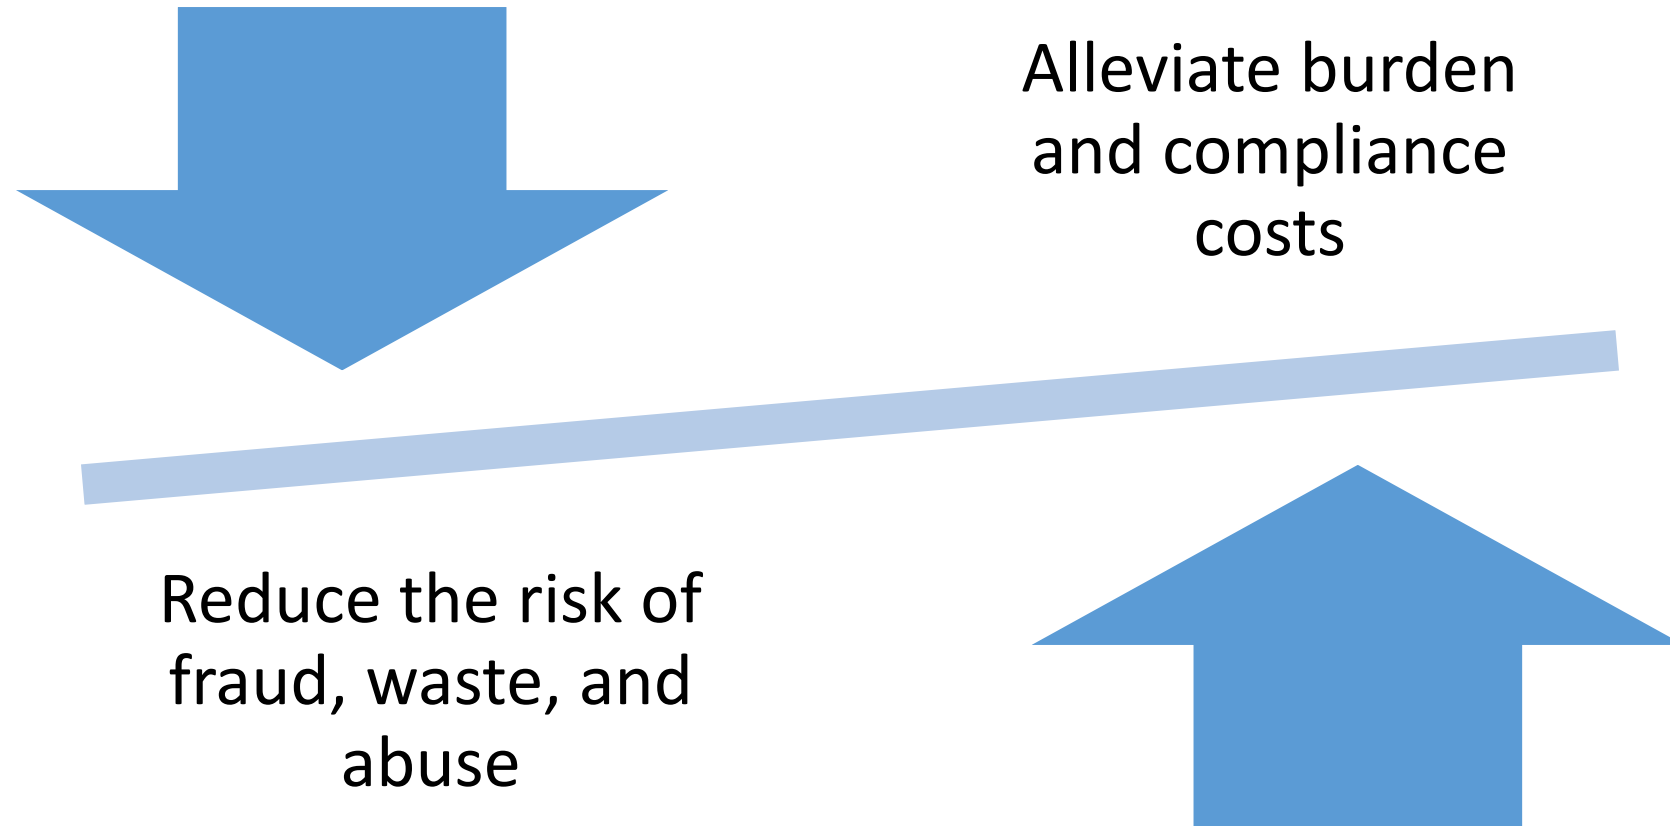 Alleviate burden
and compliance
costs
Reduce the risk of
fraud, waste, and
abuse